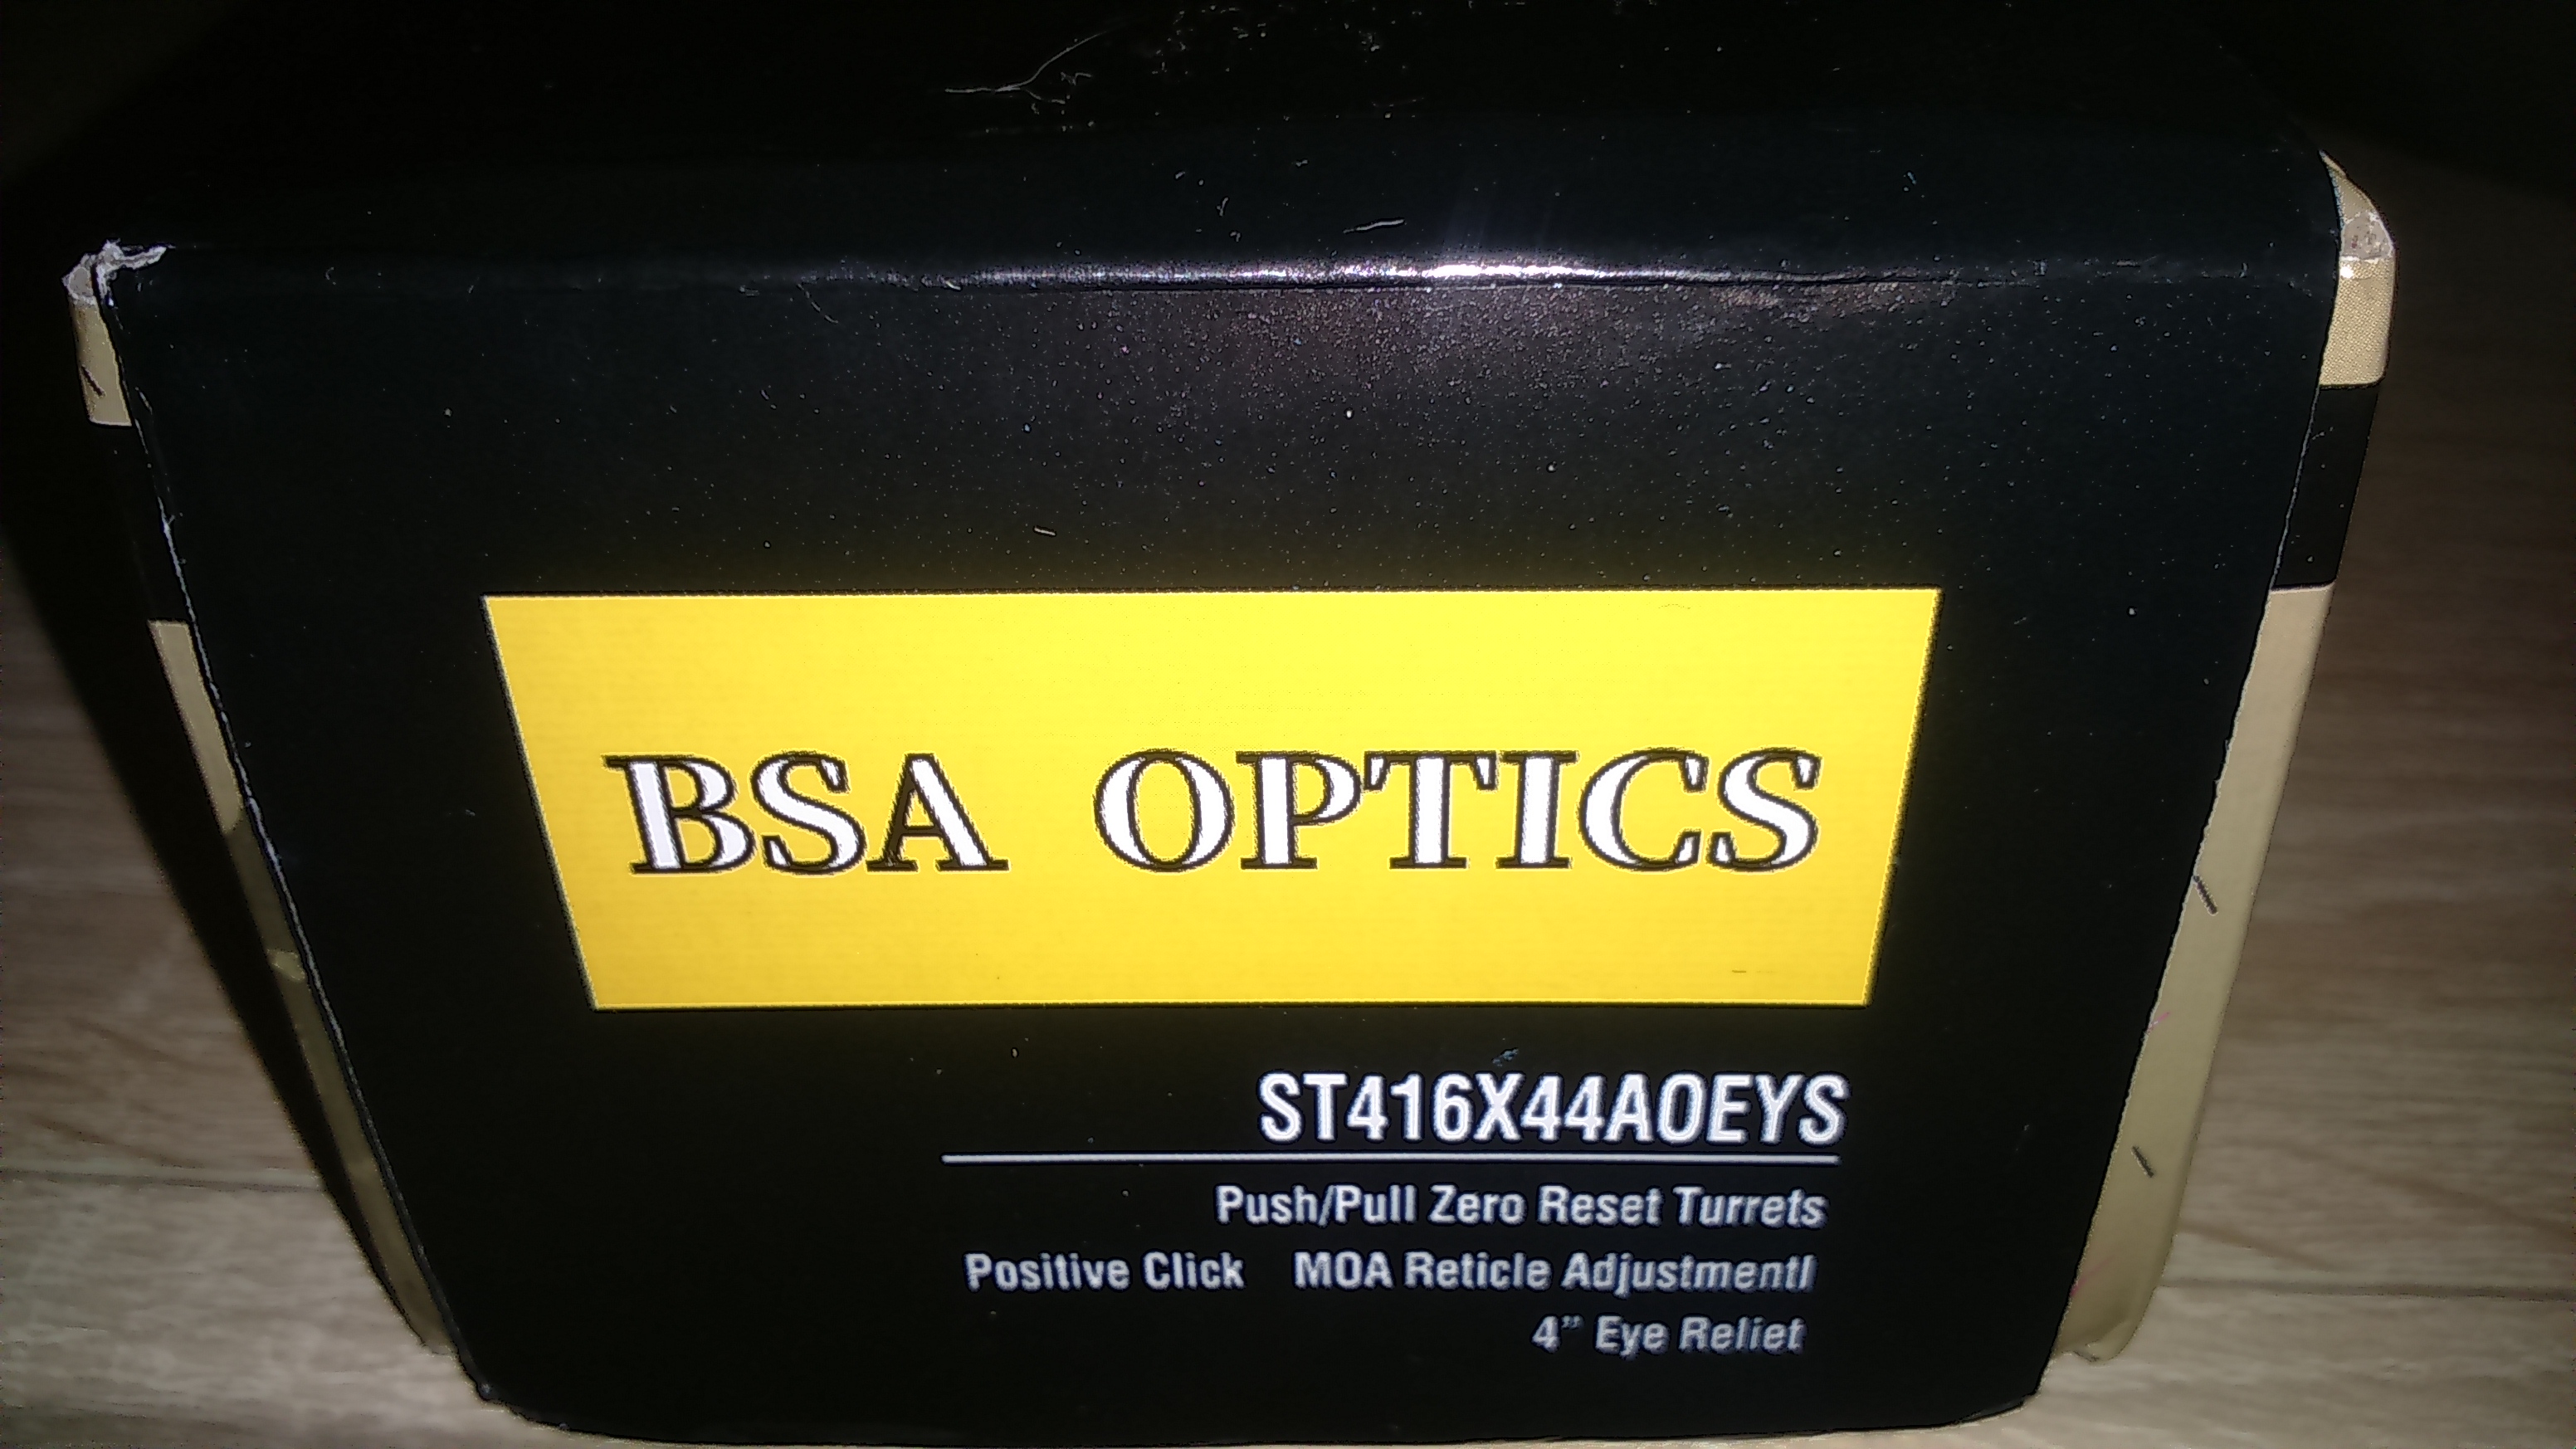 BSA OPTICS
ST416X44AOEYS
Push/Pull Zero Reset Turrets
Positive Click MOA Reticle Adjustmentl
4" Eye Reliet